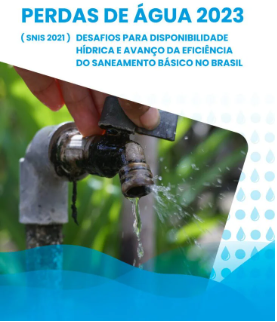 PERDAS DE ÁGUA 2023
( SNIS 2021 ) DESAFIOS PARA DISPONIBILIDADE
HÍDRICA E AVANÇO DA EFICIÊNCIA
DO SANEAMENTO BÁSICO NO BRASIL